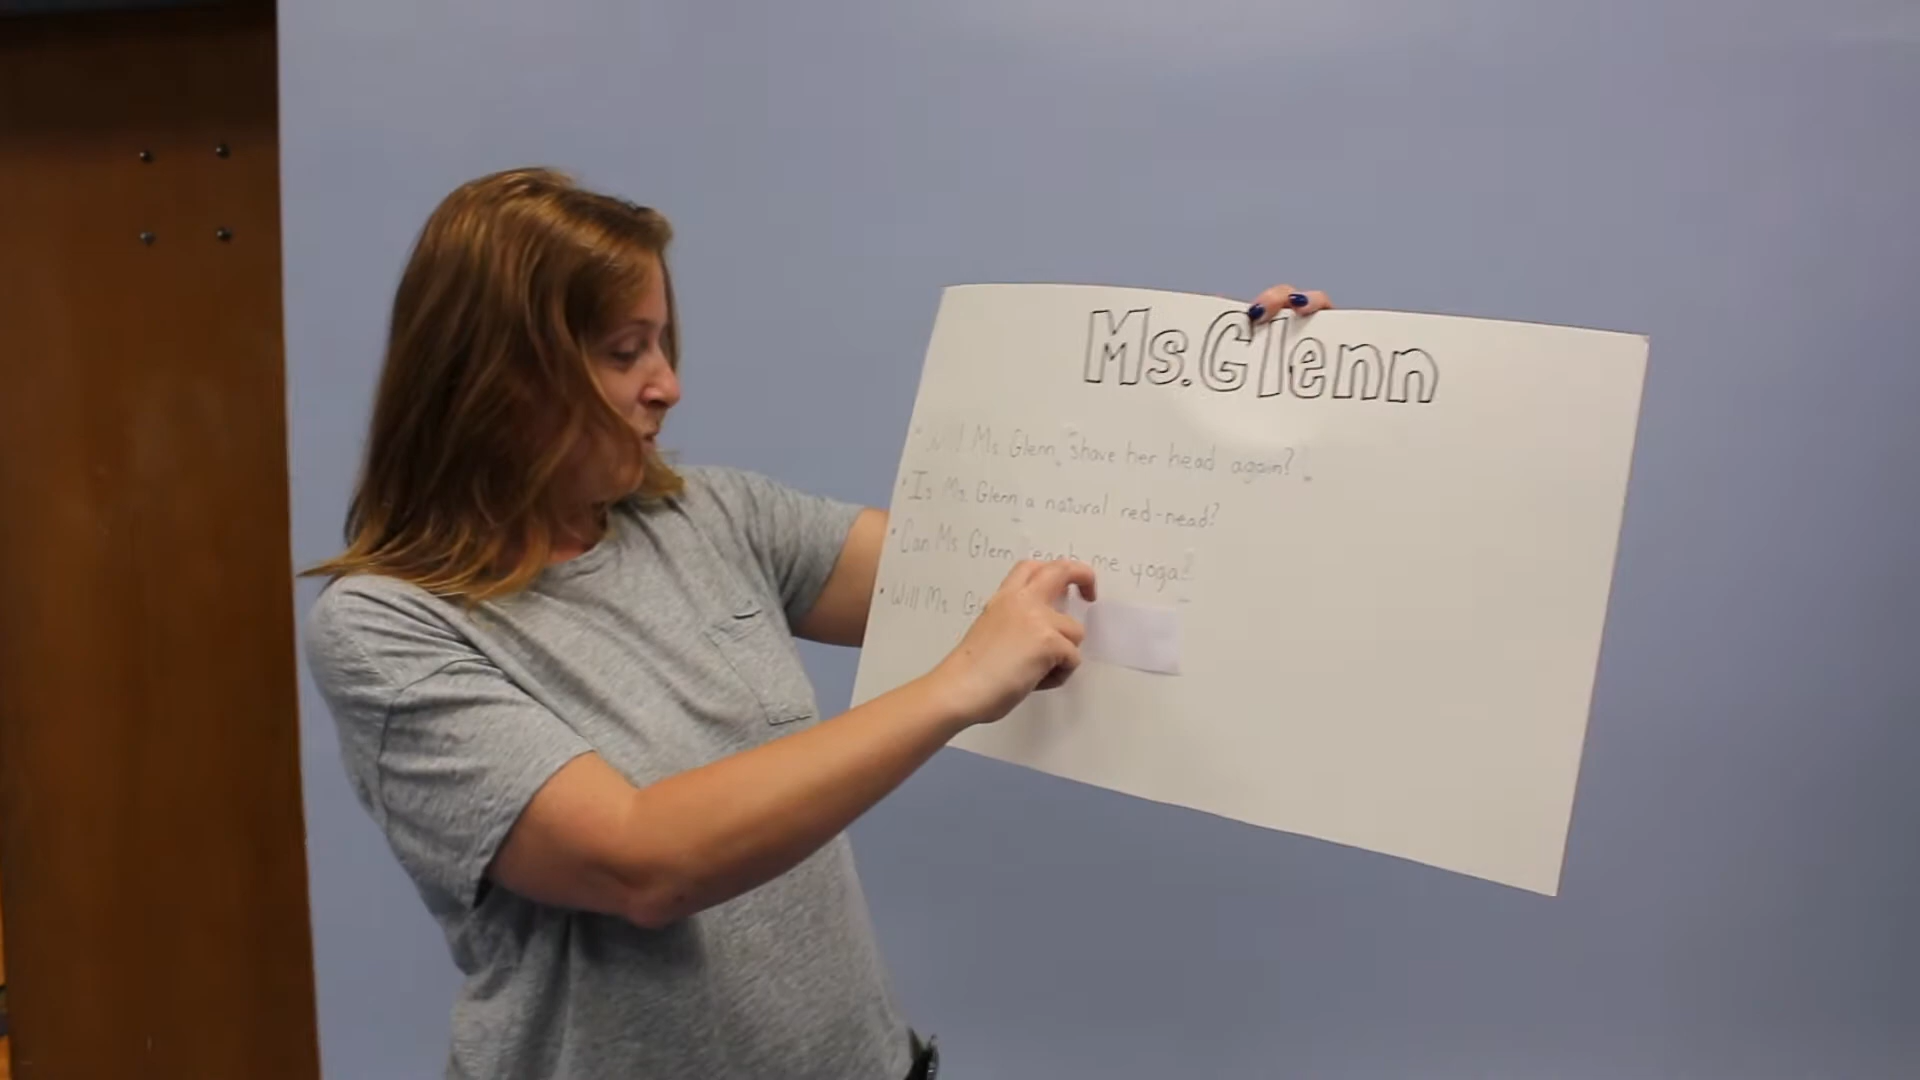 Ms. Glenn
• Will Ms. Glenn shave her head again?
• Is Ms. Glenn a natural red-head?
• Can Ms. Glenn teach me yoga?
• Will Ms.